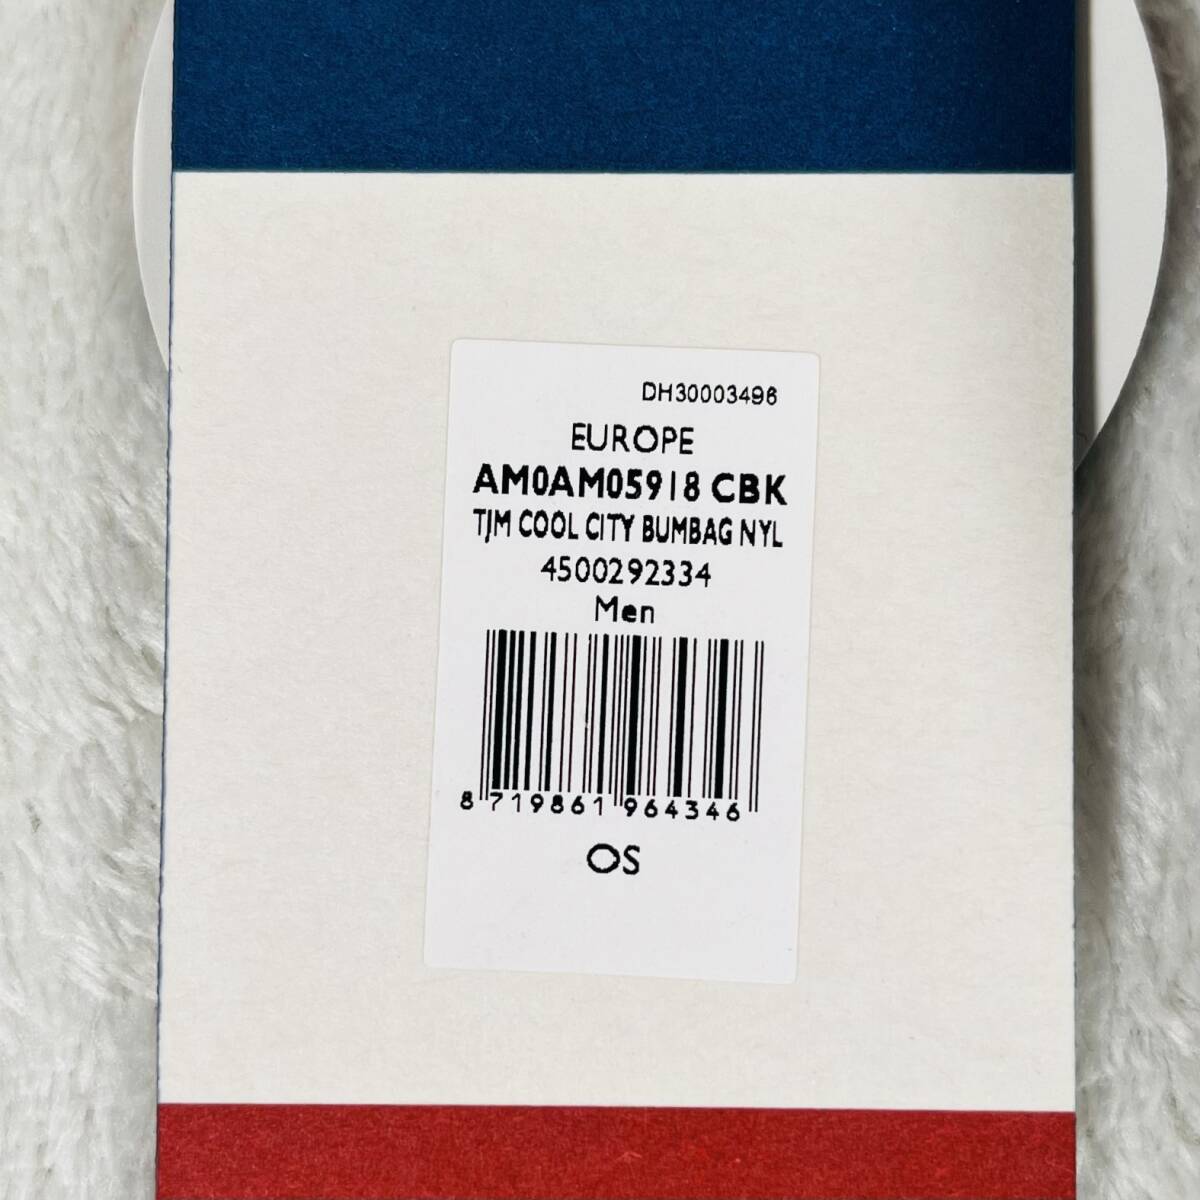 DH30003496
EUROPE
AM0AM05918 CBK
TJM COOL CITY BUMBAG NYL
4500292334
Men
8 719861 964346
OS